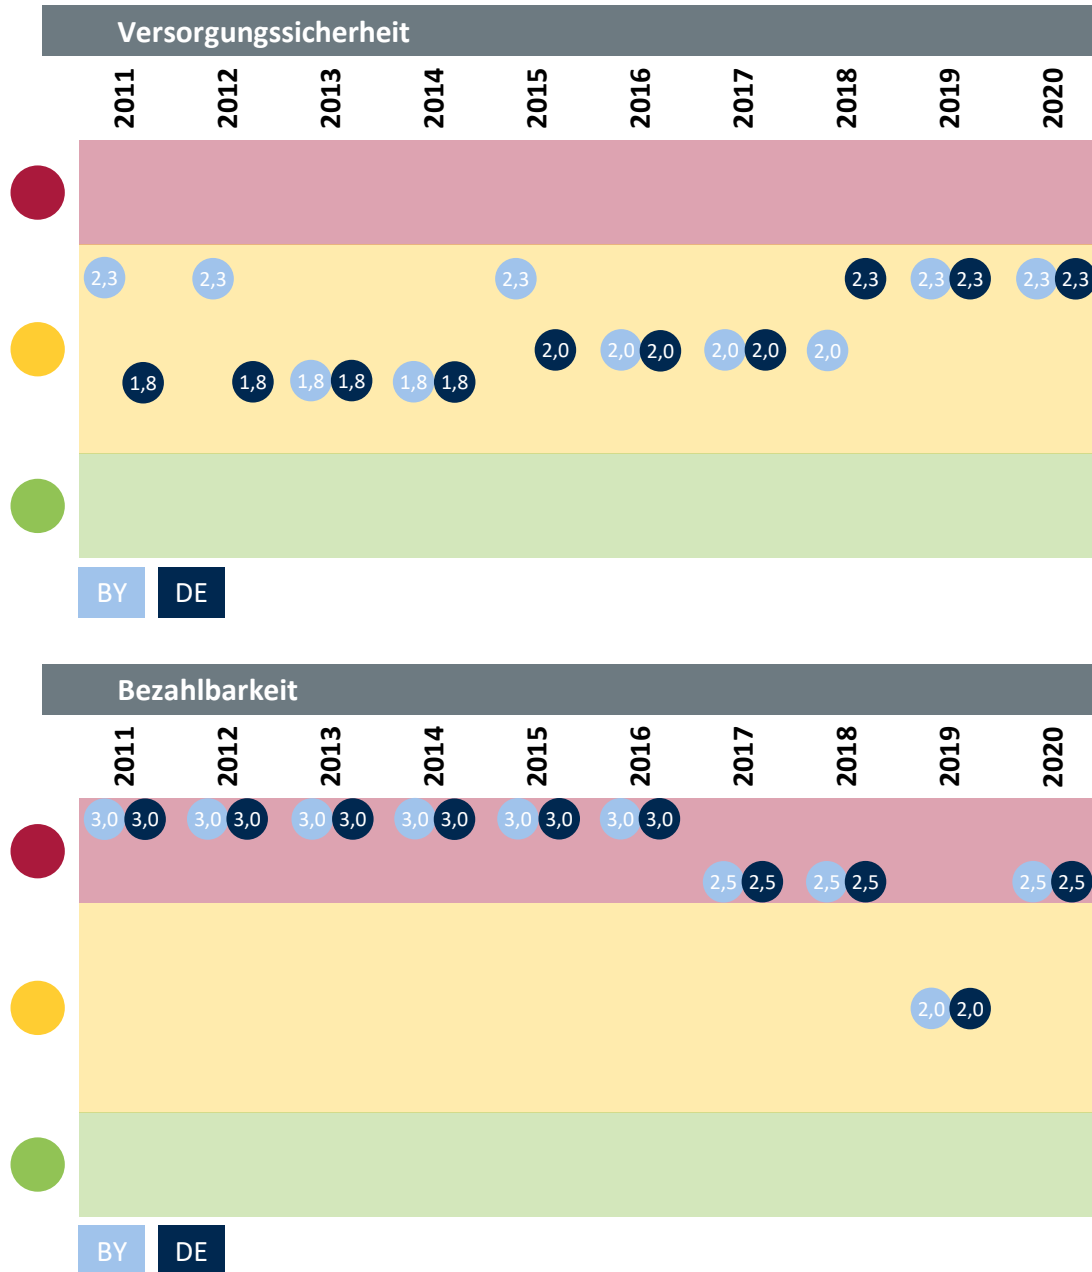 Versorgungssicherheit
2011 2012 2013 2014 2015 2016 2017 2018 2019 2020
2,3 2,3 2,3 2,3 2,3 2,3 2,3 2,3
2,0 2,0 2,0 2,0 2,0 2,0
1,8 1,8 1,8 1,8 1,8 1,8
BY DE
Bezahlbarkeit
2011 2012 2013 2014 2015 2016 2017 2018 2019 2020
3,0 3,0 3,0 3,0 3,0 3,0 3,0 3,0 3,0 3,0 3,0 3,0
2,5 2,5 2,5 2,5 2,5 2,5
2,0 2,0
BY DE